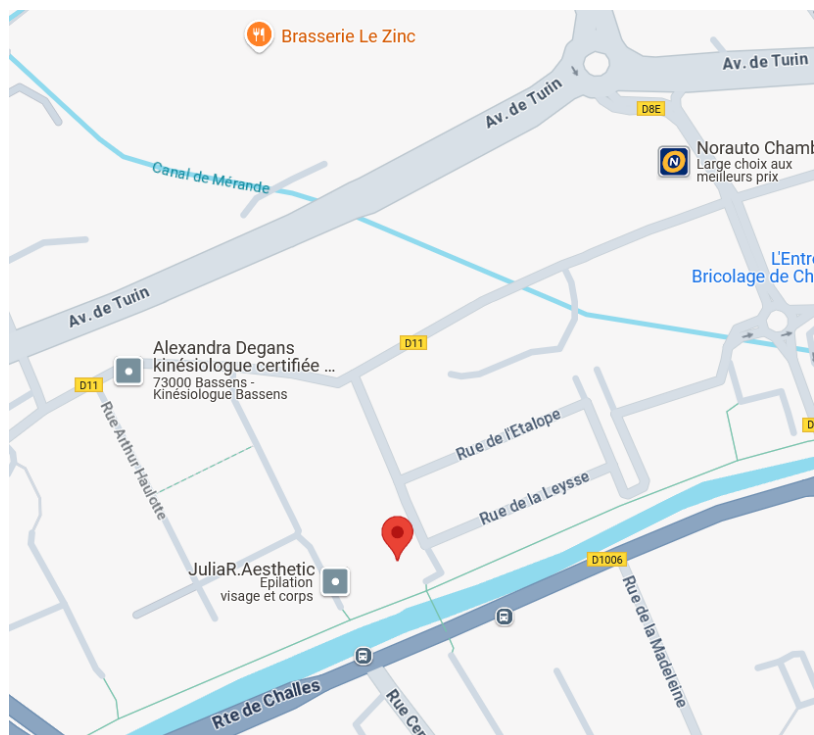 Brasserie Le Zinc
Av. de Turin
Av. de Turin
D8E
Norauto Chamb
Large choix aux
meilleurs prix
Canal de Mérande
L'Entre
Bricolage de Ch
Av. de Turin
D11
Alexandra Degans
kinésiologue certifiée ...
73000 Bassens -
Kinésiologue Bassens
D11
Rue Arthur Haulotte
Rue de l'Etalope
D
Rue de la Leysse
JuliaR.Aesthetic
Epilation
visage et corps
D1006
Rue de la Madeleine
Rte de Challes
Rue Cer